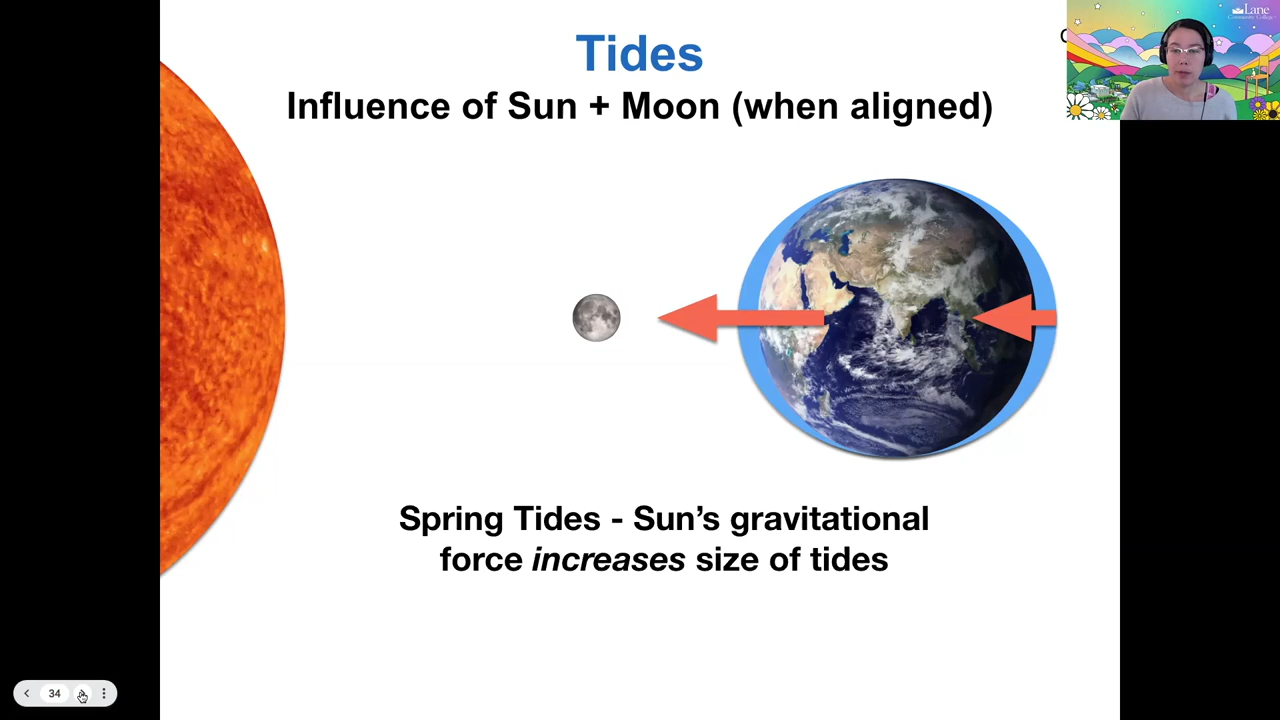 Tides
Influence of Sun + Moon (when aligned)
Lane
Community College
Spring Tides - Sun's gravitational
force increases size of tides
34